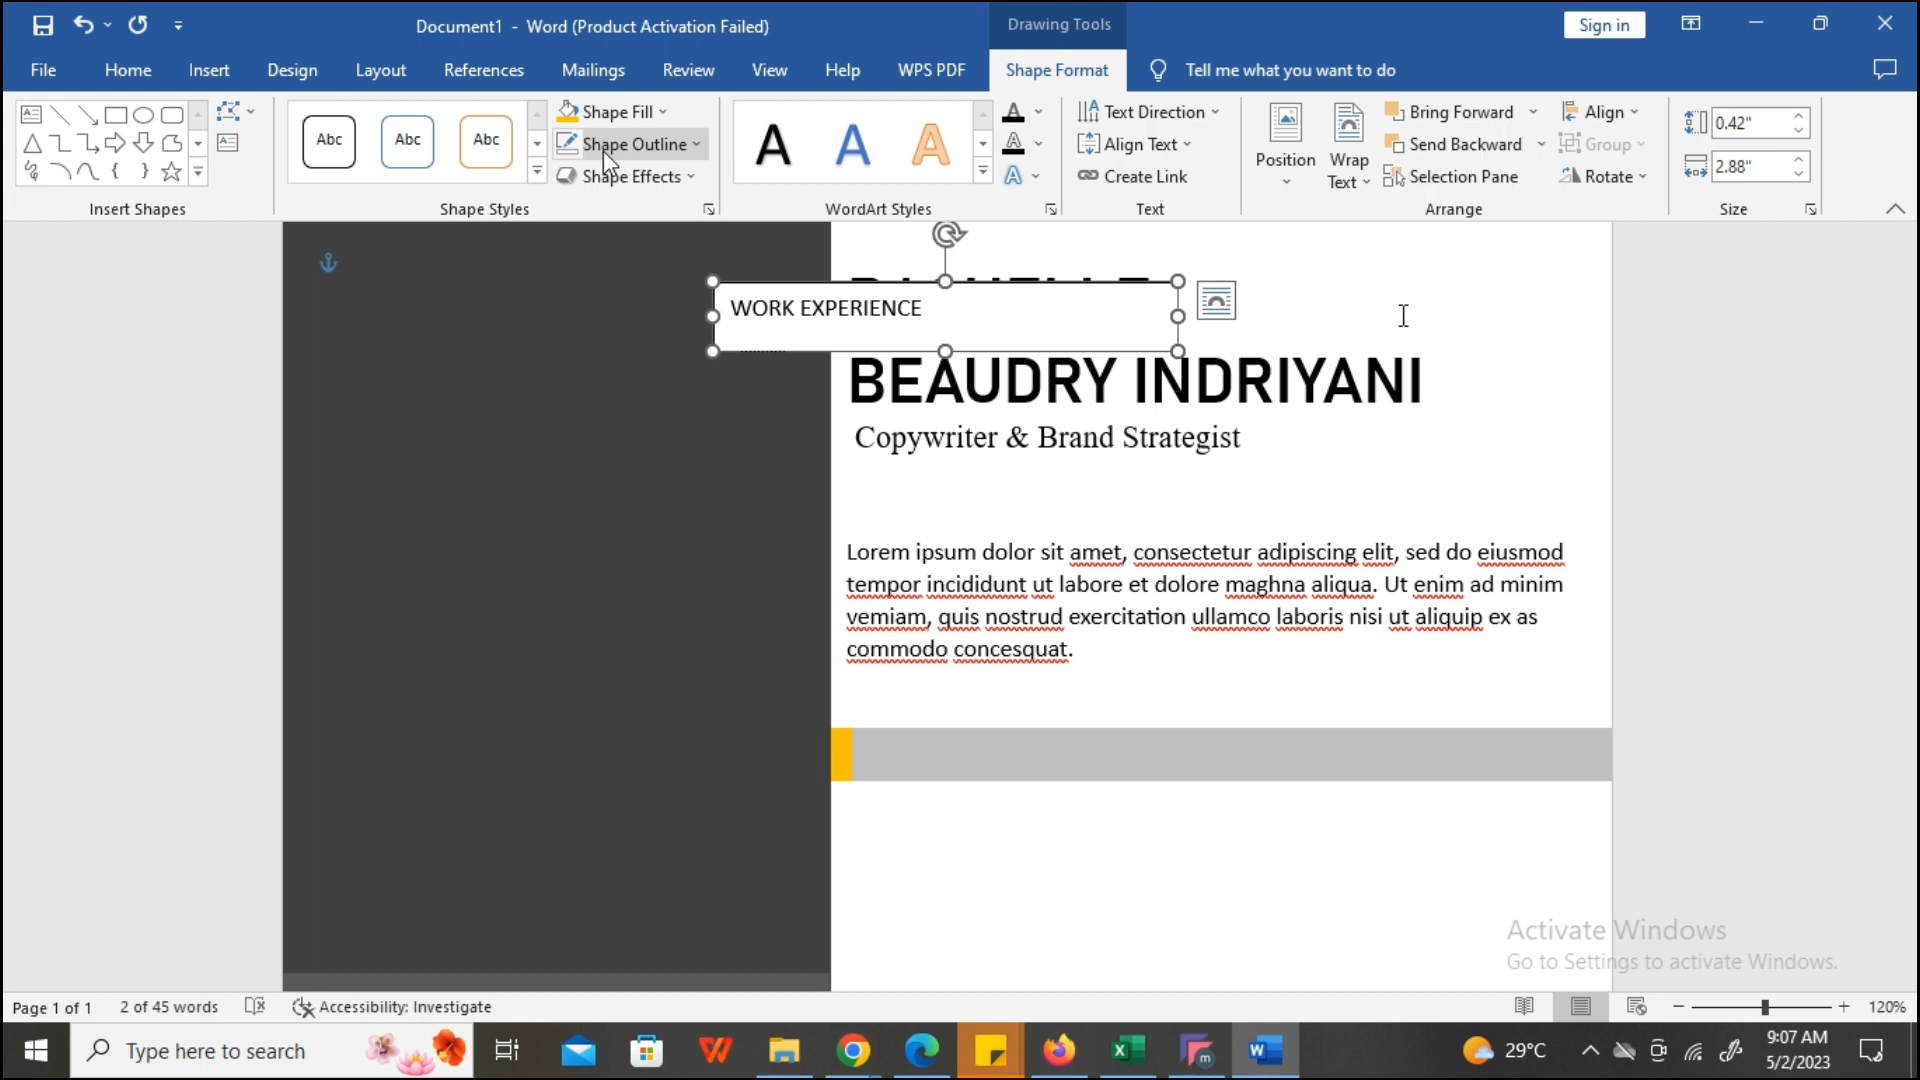 Document1 - Word (Product Activation Failed)
Drawing Tools
Sign in
File Home Insert Design Layout References Mailings Review View Help WPS PDF Shape Format Tell me what you want to do
Abc Abc Abc
Shape Fill
Shape Outline
Shape Effects
A A A
A
A
A
Text Direction
Align Text
Create Link
Position
Wrap
Text
Bring Forward
Send Backward
Selection Pane
Align
Group
Rotate
0.42"
2.88"
Insert Shapes
Shape Styles
WordArt Styles
Text
Arrange
Size
WORK EXPERIENCE
BEAUDRY INDRIYANI
Copywriter & Brand Strategist
Lorem ipsum dolor sit amet, consectetur adipiscing elit, sed do eiusmod
tempor incididunt ut labore et dolore maghna aliqua. Ut enim ad minim
vemiam, quis nostrud exercitation ullamco laboris nisi ut aliquip ex as
commodo concesquat.
Activate Windows
Go to Settings to activate Windows.
Page 1 of 1
2 of 45 words
Accessibility: Investigate
120%
Type here to search
29°C
9:07 AM
5/2/2023